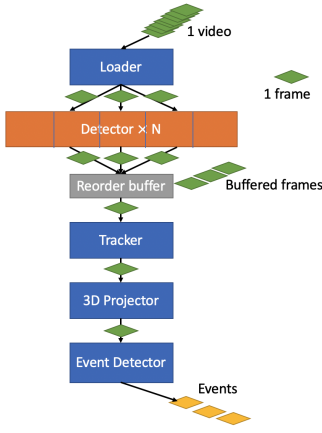 1 video
Loader
1 frame
Detector × N
Reorder buffer
Buffered frames
Tracker
3D Projector
Event Detector
Events